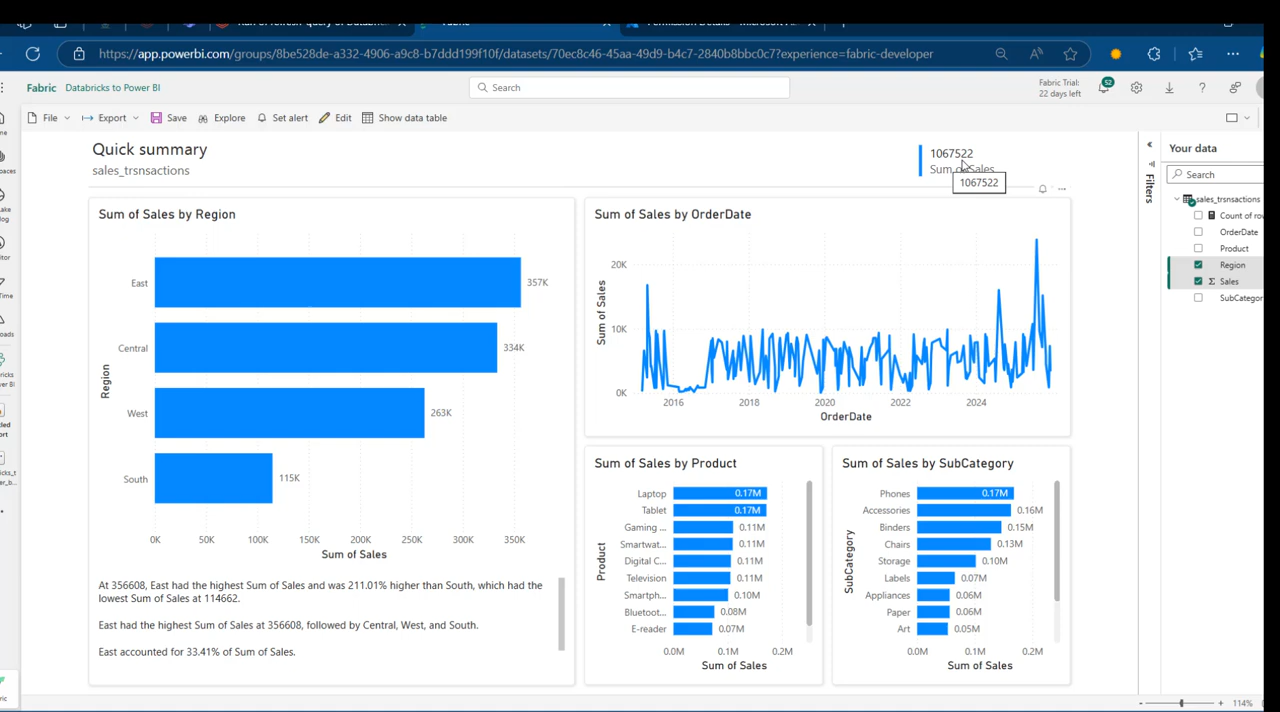 https://app.powerbi.com/groups/8be528de-a332-4906-a9c8-b7ddd199f10f/datasets/70ec8c46-45aa-49d9-b4c7-2840b8bbc0c7?experience=fabric-developer
Fabric Databricks to Power BI
Search
Fabric Trial:
22 days left
52
File Export Save Explore Set alert Edit Show data table
Quick summary
sales_trsnsactions
1067522
Sum of Sales
1067522
Sum of Sales by Region
Region
East 357K
Central 334K
West 263K
South 115K
0K 50K 100K 150K 200K 250K 300K 350K
Sum of Sales
At 356608, East had the highest Sum of Sales and was 211.01% higher than South, which had the
lowest Sum of Sales at 114662.
East had the highest Sum of Sales at 356608, followed by Central, West, and South.
East accounted for 33.41% of Sum of Sales.
Sum of Sales by OrderDate
Sum of Sales
20K
10K
0K
2016 2018 2020 2022 2024
OrderDate
Sum of Sales by Product
Product
Laptop 0.17M
Tablet 0.17M
Gaming ... 0.11M
Smartwat... 0.11M
Digital C... 0.11M
Television 0.11M
Smartph... 0.10M
Bluetoot... 0.08M
E-reader 0.07M
0.0M 0.1M 0.2M
Sum of Sales
Sum of Sales by SubCategory
SubCategory
Phones 0.17M
Accessories 0.16M
Binders 0.15M
Chairs 0.13M
Storage 0.10M
Labels 0.07M
Appliances 0.06M
Paper 0.06M
Art 0.05M
0.0M 0.1M 0.2M
Sum of Sales
Filters
Your data
Search
sales_trsnsactions
Count of ro
OrderDate
Product
Region
Σ Sales
SubCategor
- + 114%